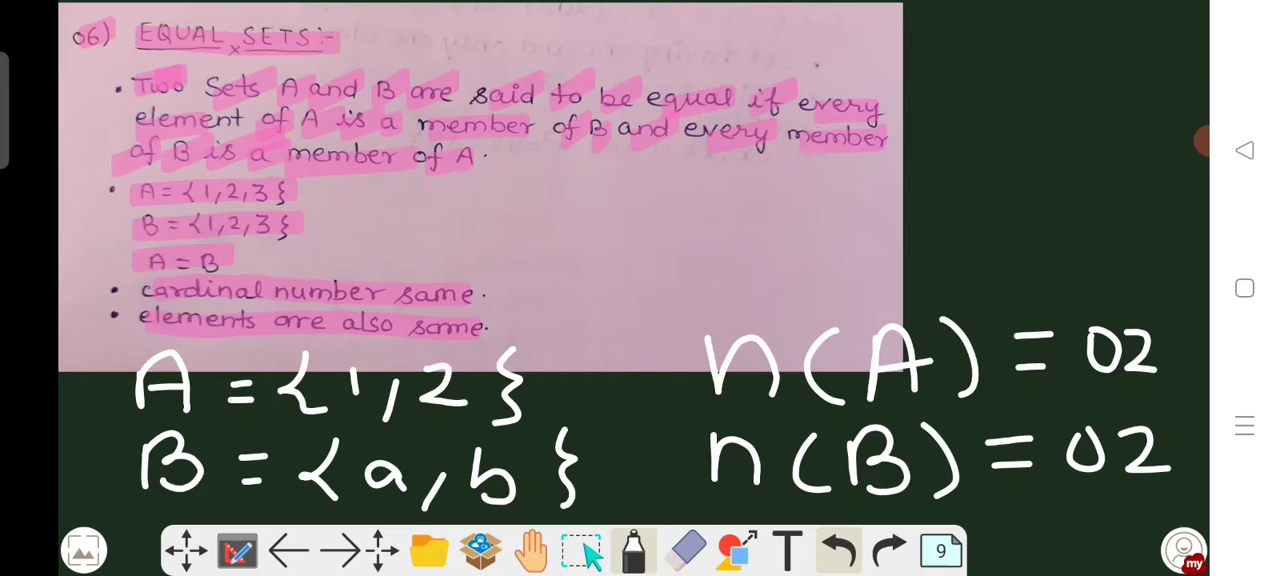 06) EQUAL SETS:-
• Two Sets A and B are said to be equal if every
element of A is a member of B and every member
of B is a member of A.
• A = {1,2,3}
B = {1,2,3}
A = B
• cardinal number same.
• elements are also same.
A = {1,2}
n(A) = 02
B = {a,b}
n(B) = 02
T
9
my